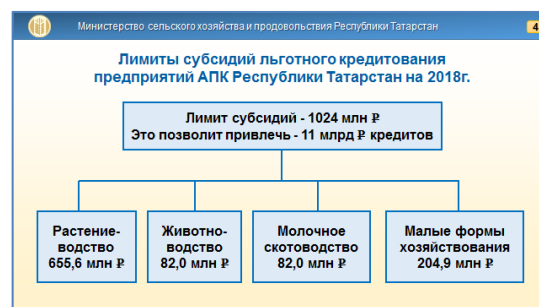 Министерство сельского хозяйства и продовольствия Республики Татарстан
4
Лимиты субсидий льготного кредитования
предприятий АПК Республики Татарстан на 2018г.
Лимит субсидий - 1024 млн ₽
Это позволит привлечь - 11 млрд ₽ кредитов
Растение-
водство
655,6 млн ₽
Животно-
водство
82,0 млн ₽
Молочное
скотоводство
82,0 млн ₽
Малые формы
хозяйствования
204,9 млн ₽